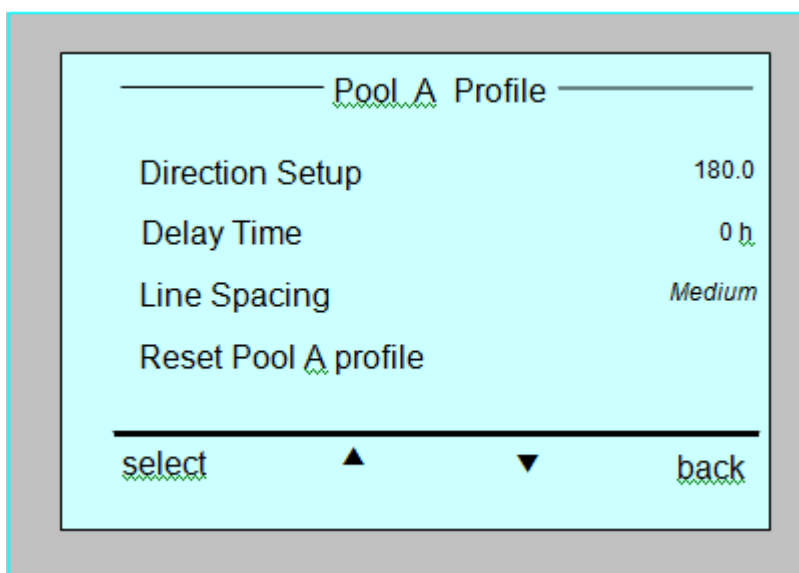 Pool A Profile
Direction Setup 180.0
Delay Time 0 h
Line Spacing Medium
Reset Pool A profile
select ▲ ▼ back